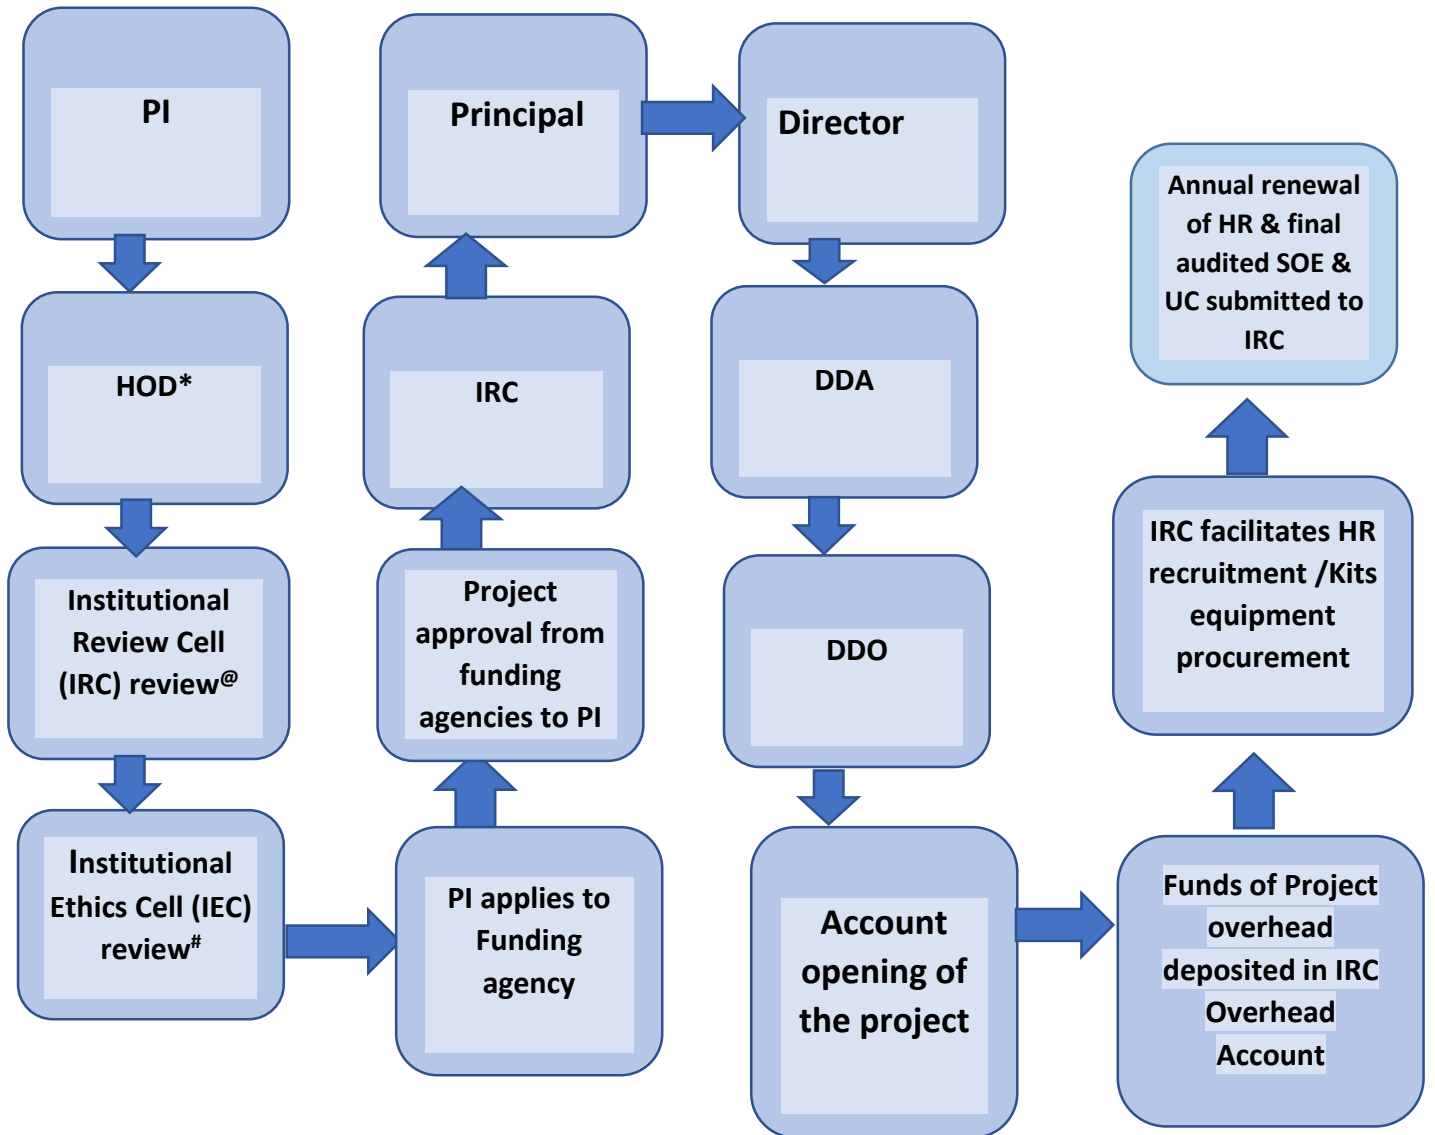 PI
HOD*
Institutional
Review Cell
(IRC) review@
Institutional
Ethics Cell (IEC)
review#
PI applies to
Funding
agency
Project
approval from
funding
agencies to PI
IRC
Principal
Director
DDA
DDO
Account
opening of
the project
Funds of Project
overhead
deposited in IRC
Overhead
Account
IRC facilitates HR
recruitment /Kits
equipment
procurement
Annual renewal
of HR & final
audited SOE &
UC submitted to
IRC